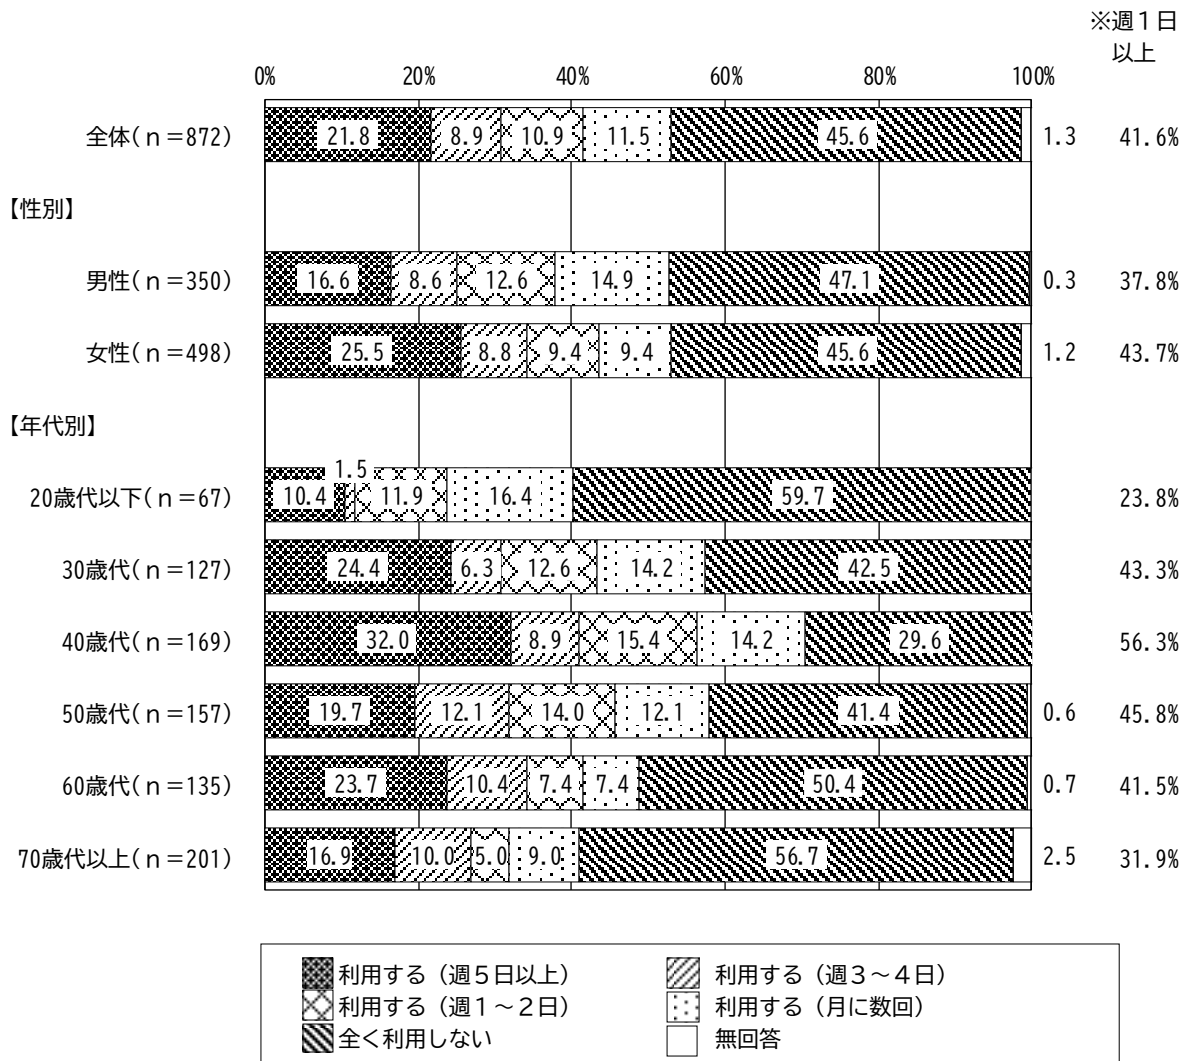 ※週１日
以上
0% 20% 40% 60% 80% 100%
全体(ｎ=872) 21.8 8.9 10.9 11.5 45.6 1.3 41.6%
【性別】
男性(ｎ=350) 16.6 8.6 12.6 14.9 47.1 0.3 37.8%
女性(ｎ=498) 25.5 8.8 9.4 9.4 45.6 1.2 43.7%
【年代別】
20歳代以下(ｎ=67) 10.4 1.5 11.9 16.4 59.7 23.8%
30歳代(ｎ=127) 24.4 6.3 12.6 14.2 42.5 43.3%
40歳代(ｎ=169) 32.0 8.9 15.4 14.2 29.6 56.3%
50歳代(ｎ=157) 19.7 12.1 14.0 12.1 41.4 0.6 45.8%
60歳代(ｎ=135) 23.7 10.4 7.4 7.4 50.4 0.7 41.5%
70歳代以上(ｎ=201) 16.9 10.0 5.0 9.0 56.7 2.5 31.9%
利用する（週５日以上） 利用する（週３～４日）
利用する（週１～２日） 利用する（月に数回）
全く利用しない 無回答